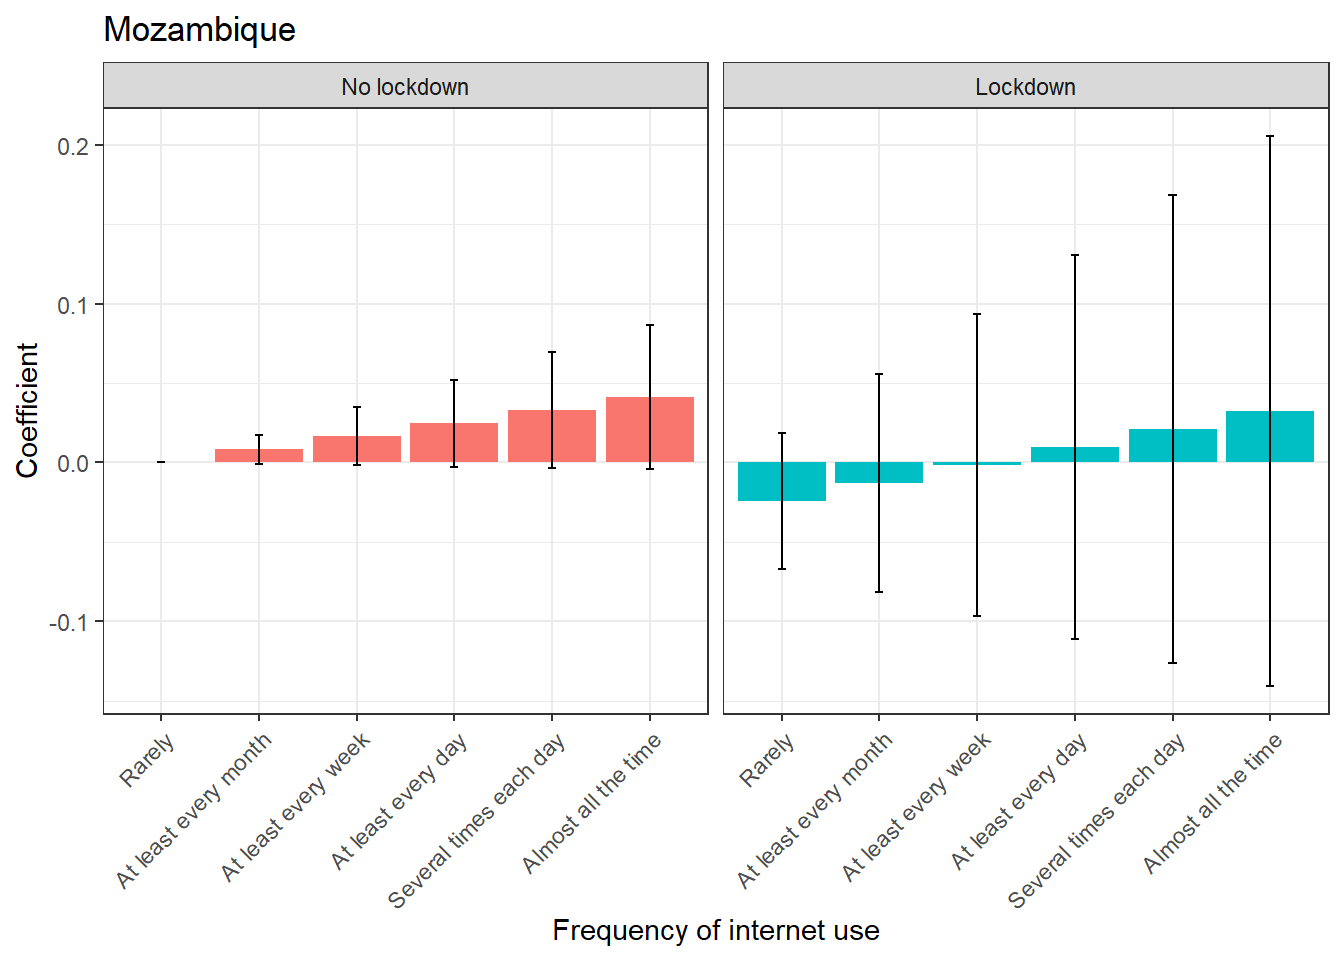 Mozambique
No lockdown
Lockdown
Coefficient
0.2
0.1
0.0
-0.1
Rarely
At least every month
At least every week
At least every day
Several times each day
Almost all the time
Rarely
At least every month
At least every week
At least every day
Several times each day
Almost all the time
Frequency of internet use